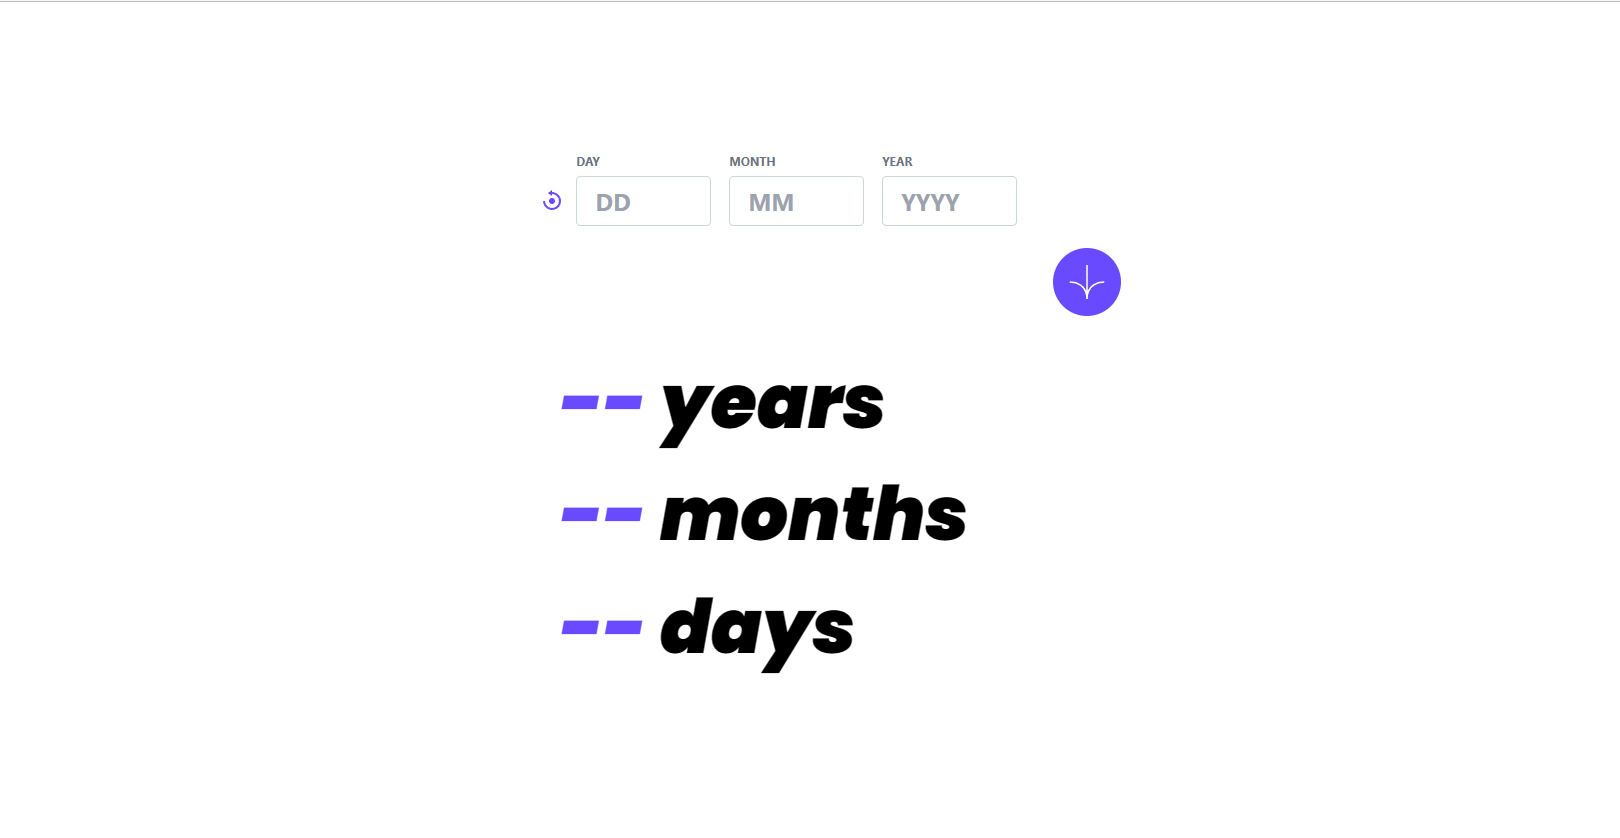 DAY MONTH YEAR
DD MM YYYY
-- years
-- months
-- days